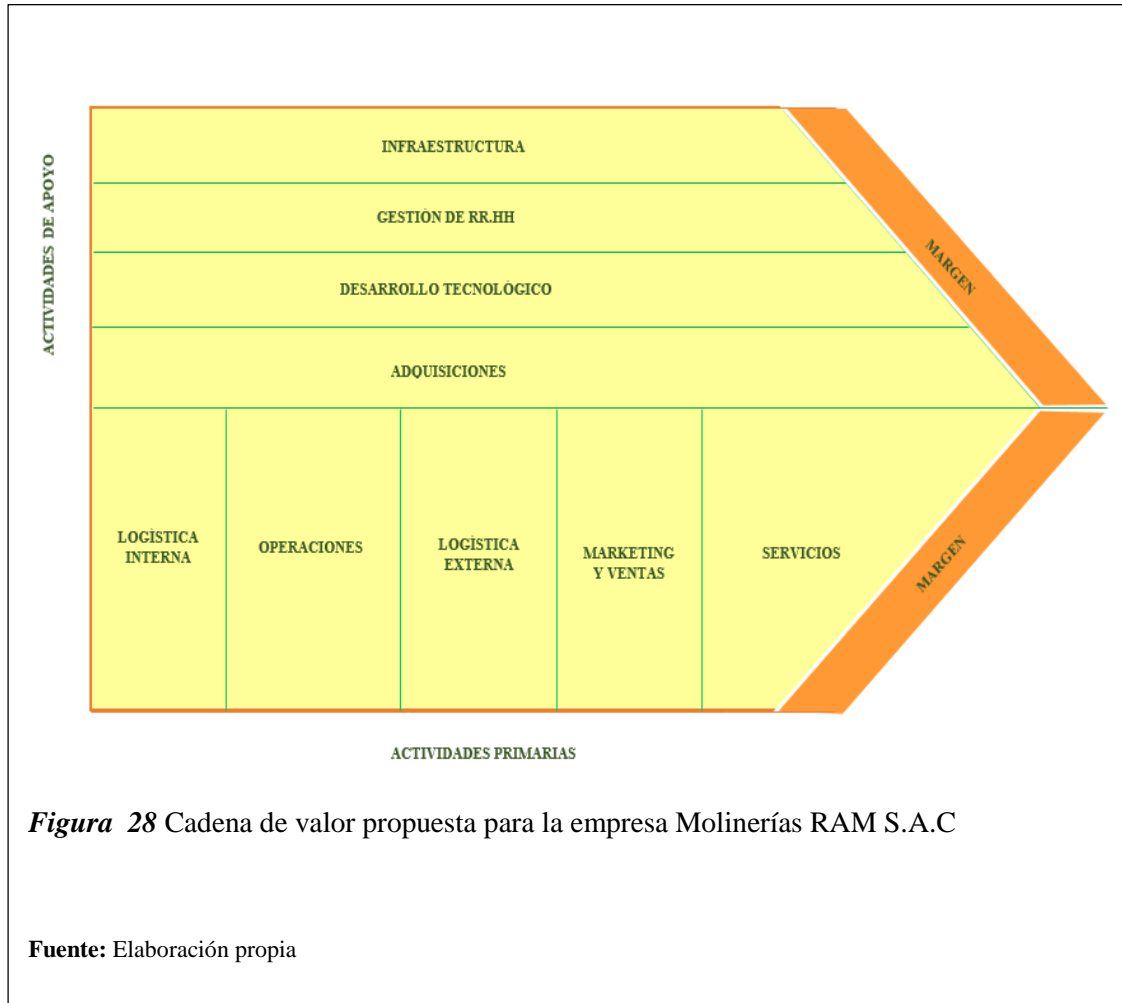 ACTIVIDADES DE APOYO
INFRAESTRUCTURA
GESTIÓN DE RR.HH
DESARROLLO TECNOLÓGICO
ADQUISICIONES
MARGEN
LOGÍSTICA
INTERNA
OPERACIONES
LOGÍSTICA
EXTERNA
MARKETING
Y VENTAS
SERVICIOS
MARGEN
ACTIVIDADES PRIMARIAS
Figura 28 Cadena de valor propuesta para la empresa Molinerías RAM S.A.C
Fuente: Elaboración propia